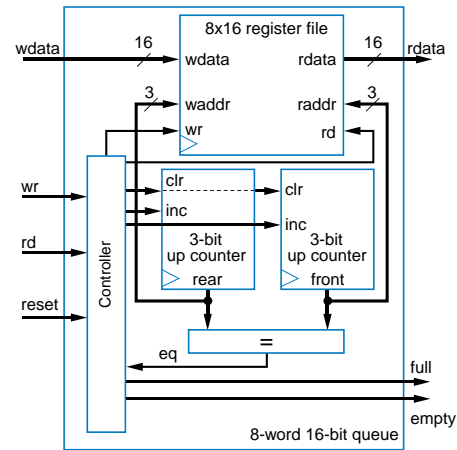 8x16 register file
wdata
16
wdata
rdata
16
rdata
3
waddr
raddr
3
wr
rd
wr
clr
clr
inc
inc
rd
Controller
3-bit
up counter
3-bit
up counter
rear
front
reset
=
eq
full
empty
8-word 16-bit queue